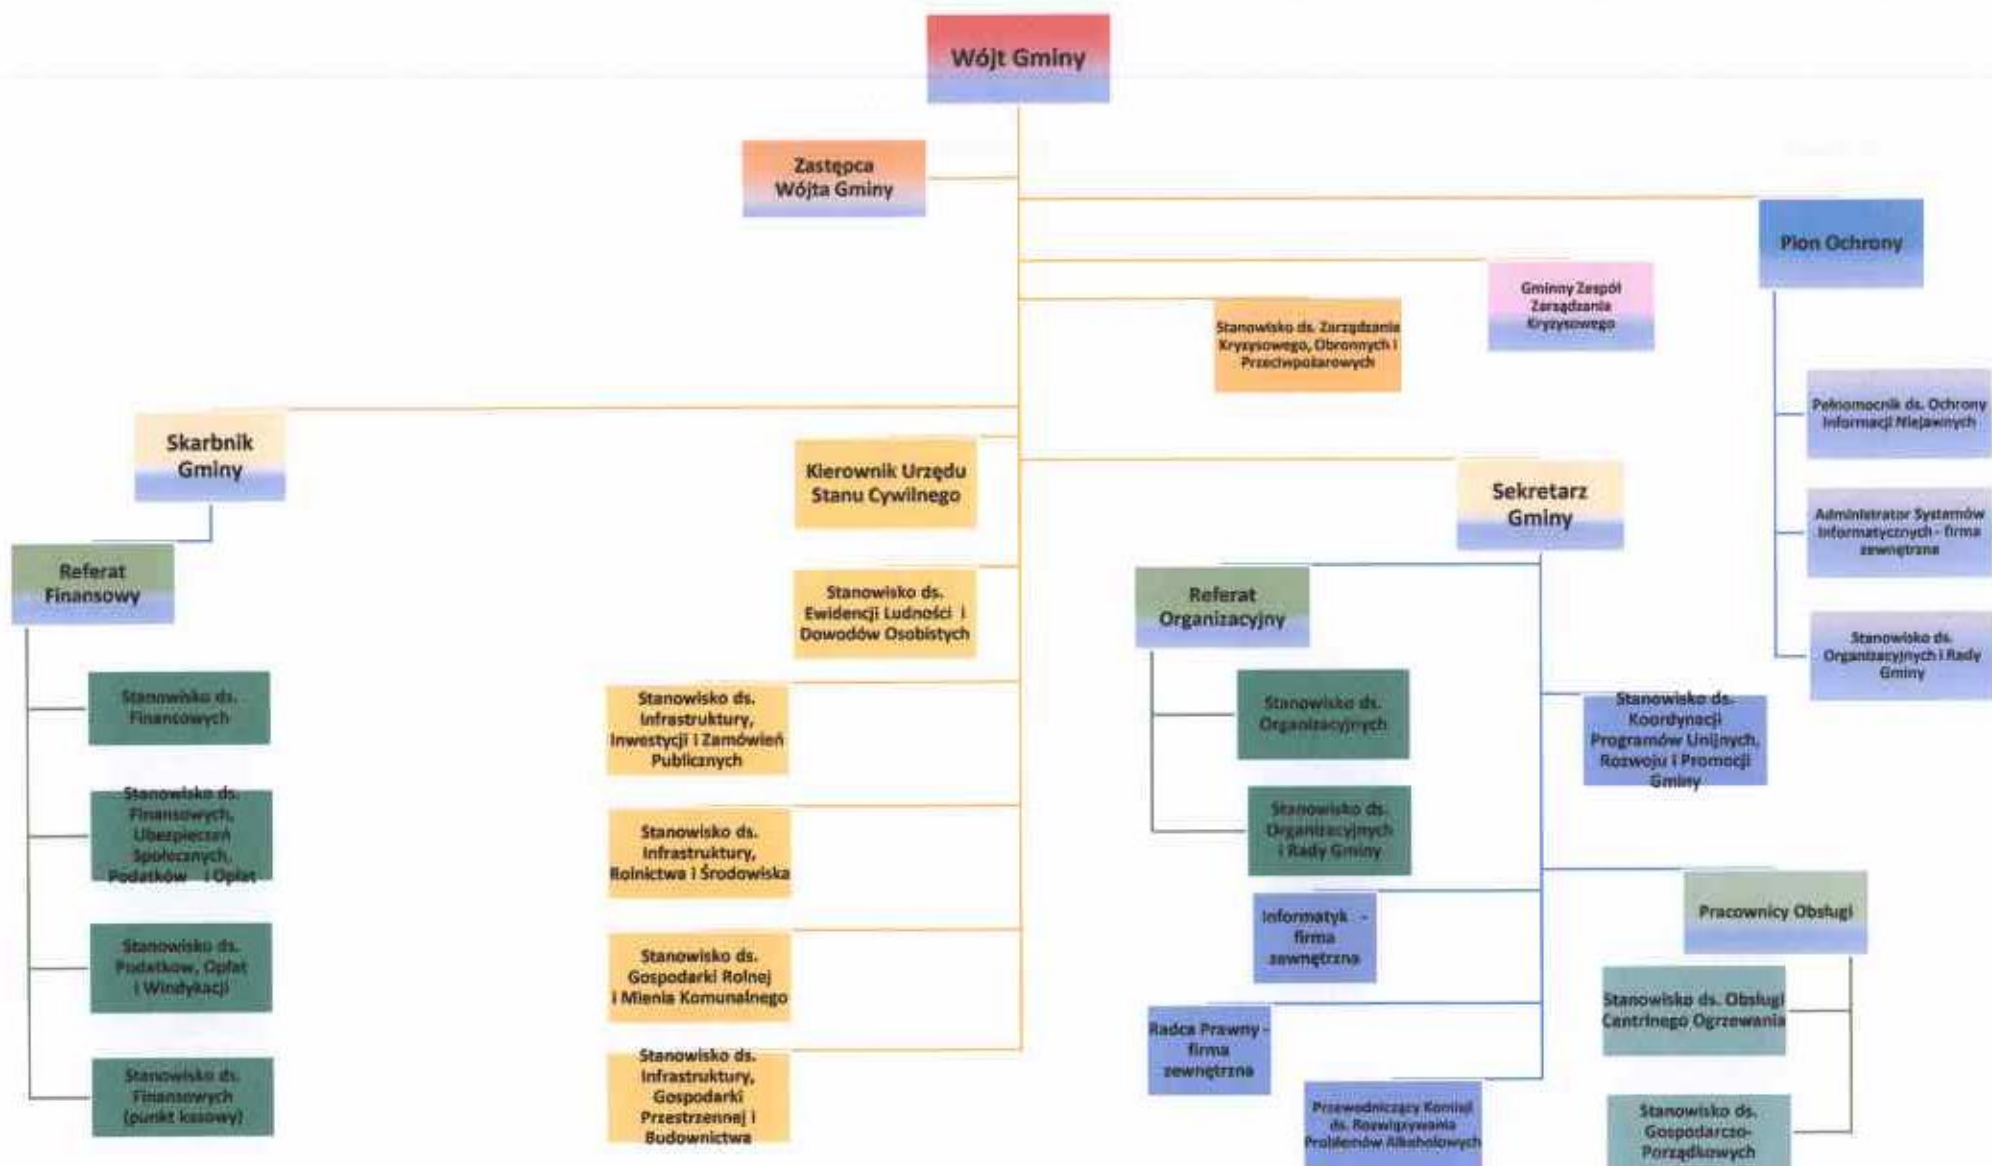 Wójt Gminy
Zastępca
Wójta Gminy
Pion Ochrony
Gminny Zespół
Zarządzania
Kryzysowego
Stanowisko ds. Zarządzania
Kryzysowego, Obronnych i
Przeciwpożarowych
Pełnomocnik ds. Ochrony
Informacji Niejawnych
Administrator Systemów
Informatycznych - firma
zewnętrzna
Stanowisko ds.
Organizacyjnych i Rady
Gminy
Skarbnik
Gminy
Kierownik Urzędu
Stanu Cywilnego
Sekretarz
Gminy
Referat
Finansowy
Stanowisko ds.
Ewidencji Ludności i
Dowodów Osobistych
Referat
Organizacyjny
Stanowisko ds.
Finansowych
Stanowisko ds.
Infrastruktury,
Inwestycji i Zamówień
Publicznych
Stanowisko ds.
Organizacyjnych
Stanowisko ds.
Koordynacji
Programów Unijnych,
Rozwoju i Promocji
Gminy
Stanowisko ds.
Finansowych,
Ubezpieczeń
Społecznych,
Podatków i Opłat
Stanowisko ds.
Infrastruktury,
Rolnictwa i Środowiska
Stanowisko ds.
Organizacyjnych
i Rady Gminy
Informatyk -
firma
zewnętrzna
Pracownicy Obsługi
Stanowisko ds.
Podatkow, Opłat
i Windykacji
Stanowisko ds.
Gospodarki Rolnej
i Mienia Komunalnego
Stanowisko ds. Obsługi
Centrlnego Ogrzewania
Radca Prawny -
firma
zewnętrzna
Stanowisko ds.
Finansowych
(punkt kasowy)
Stanowisko ds.
Infrastruktury,
Gospodarki
Przestrzennej i
Budownictwa
Przewodniczący Komisji
ds. Rozwiązywania
Problemów Alkoholowych
Stanowisko ds.
Gospodarczo-
Porządkowych